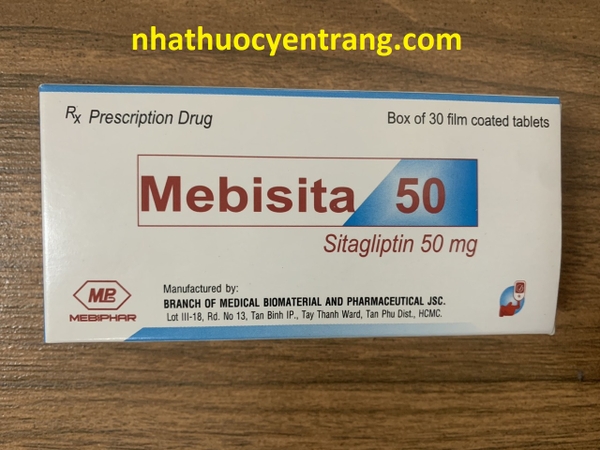 nhathuocyentrang.com
Rx Prescription Drug
Box of 30 film coated tablets
Mebisita 50
Sitagliptin 50 mg
Manufactured by:
BRANCH OF MEDICAL BIOMATERIAL AND PHARMACEUTICAL JSC.
Lot III-18, Rd. No 13, Tan Binh IP., Tay Thanh Ward, Tan Phu Dist., HCMC.
MP
MEBIPHAR